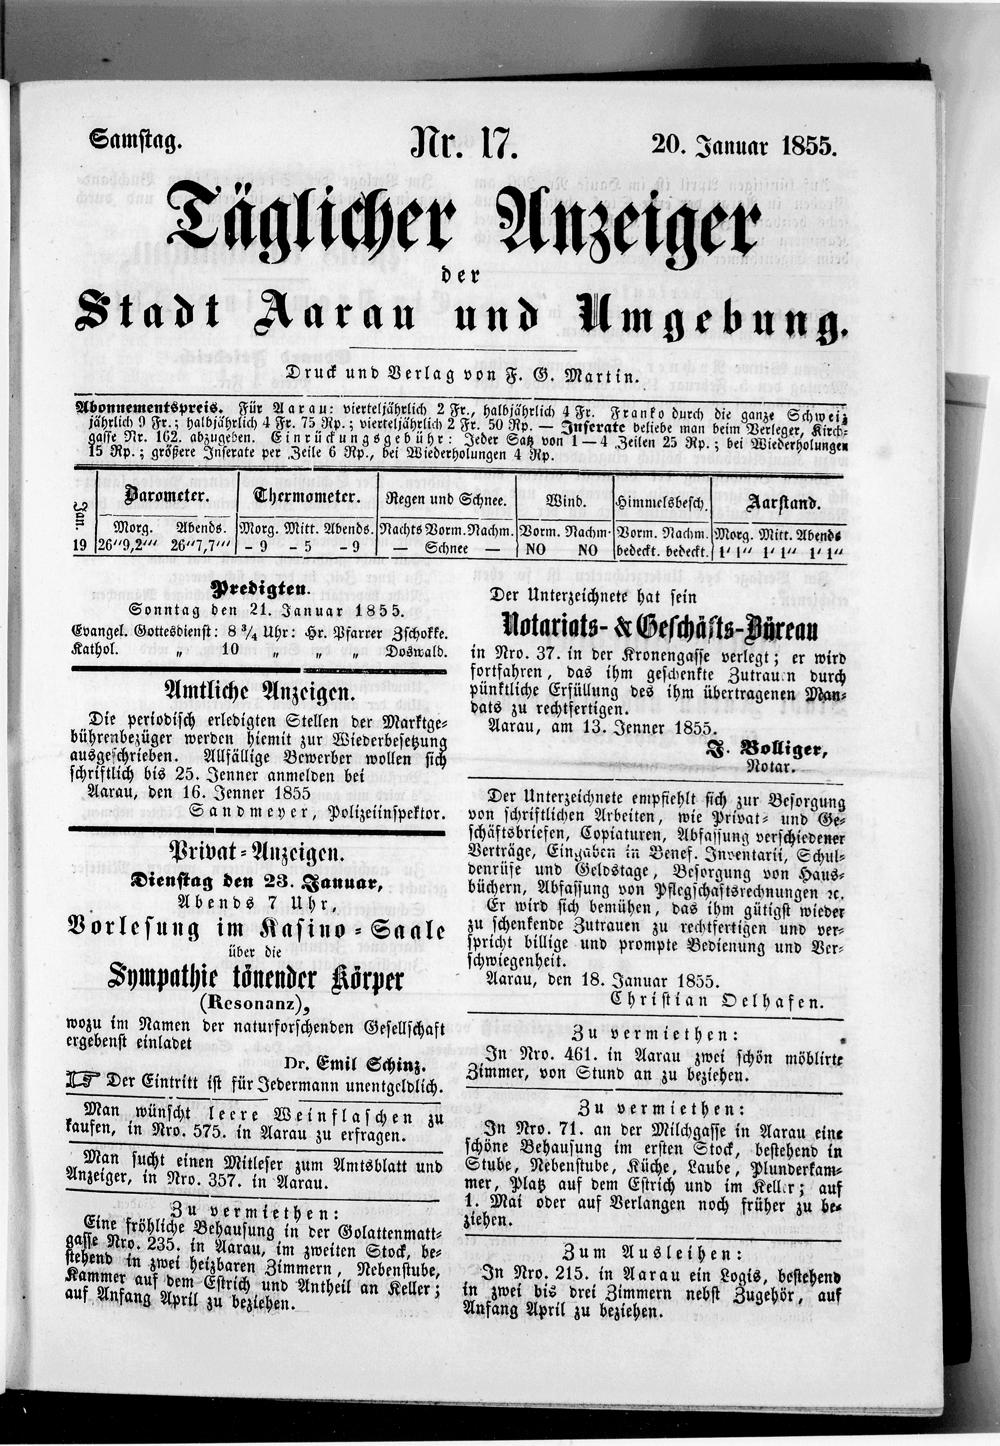 Samstag. Nr. 17. 20. Januar 1855.
Täglicher Anzeiger
der
Stadt Aarau und Umgebung.
Druck und Verlag von F. G. Martin.
Abonnementspreis. Für Aarau: vierteljährlich 2 Fr., halbjährlich 4 Fr. Franko durch die ganze Schweiz
jährlich 9 Fr.; halbjährlich 4 Fr. 75 Rp.; vierteljährlich 2 Fr. 50 Rp. — Inserate beliebe man beim Verleger, Kirch-
gasse Nr. 162. abzugeben. Einrückungsgebühr: Jeder Satz von 1—4 Zeilen 25 Rp.; bei Wiederholungen
15 Rp.; größere Inserate per Zeile 6 Rp., bei Wiederholungen 4 Rp.
Jan. Barometer. Thermometer. Regen und Schnee. Wind. Himmelsbesch. Aarstand.
Morg. Abends. Morg. Mitt. Abends. Nachts Vorm. Nachm. Vorm. Nachm. Vorm. Nachm. Morg. Mitt. Abends
19 26"9,2"' 26"7,7"' – 9 – 5 – 9 — Schnee — NO NO bedeckt. bedeckt. 1' 1" 1' 1" 1' 1"
Predigten.
Sonntag den 21. Januar 1855.
Evangel. Gottesdienst: 8 3/4 Uhr: Hr. Pfarrer Zschokke.
Kathol. „ 10 „ „ „ Doswald.
Amtliche Anzeigen.
Die periodisch erledigten Stellen der Marktge-
bührenbezüger werden hiemit zur Wiederbesetzung
ausgeschrieben. Allfällige Bewerber wollen sich
schriftlich bis 25. Jenner anmelden bei
Aarau, den 16. Jenner 1855
Sandmeyer, Polizeiinspektor.
Privat-Anzeigen.
Dienstag den 23. Januar,
Abends 7 Uhr,
Vorlesung im Kasino-Saale
über die
Sympathie tönender Körper
(Resonanz),
wozu im Namen der naturforschenden Gesellschaft
ergebenst einladet
Dr. Emil Schinz.
☞ Der Eintritt ist für Jedermann unentgeldlich.
Man wünscht leere Weinflaschen zu
kaufen, in Nro. 575. in Aarau zu erfragen.
Man sucht einen Mitleser zum Amtsblatt und
Anzeiger, in Nro. 357. in Aarau.
Zu vermiethen:
Eine fröhliche Behausung in der Golattenmatt-
gasse Nro. 235. in Aarau, im zweiten Stock, be-
stehend in zwei heizbaren Zimmern, Nebenstube,
Kammer auf dem Estrich und Antheil an Keller;
auf Anfang April zu beziehen.
Der Unterzeichnete hat sein
Notariats- & Geschäfts-Büreau
in Nro. 37. in der Kronengasse verlegt; er wird
fortfahren, das ihm geschenkte Zutrauen durch
pünktliche Erfüllung des ihm übertragenen Man-
dats zu rechtfertigen.
Aarau, am 13. Jenner 1855.
J. Bolliger,
Notar.
Der Unterzeichnete empfiehlt sich zur Besorgung
von schriftlichen Arbeiten, wie Privat- und Ge-
schäftsbriefen, Copiaturen, Abfassung verschiedener
Verträge, Eingaben in Benef. Inventarii, Schul-
denrüfe und Geldstage, Besorgung von Haus-
büchern, Abfassung von Pflegschaftsrechnungen ꝛc.
Er wird sich bemühen, das ihm gütigst wieder
zu schenkende Zutrauen zu rechtfertigen und ver-
spricht billige und prompte Bedienung und Ver-
schwiegenheit.
Aarau, den 18. Januar 1855.
Christian Oelhafen.
Zu vermiethen:
In Nro. 461. in Aarau zwei schön möblirte
Zimmer, von Stund an zu beziehen.
Zu vermiethen:
In Nro. 71. an der Milchgasse in Aarau eine
schöne Behausung im ersten Stock, bestehend in
Stube, Nebenstube, Küche, Laube, Plunderkam-
mer, Platz auf dem Estrich und im Keller; auf
1. Mai oder auf Verlangen noch früher zu be-
ziehen.
Zum Ausleihen:
In Nro. 215. in Aarau ein Logis, bestehend
in zwei bis drei Zimmern nebst Zugehör, auf
Anfang April zu beziehen.